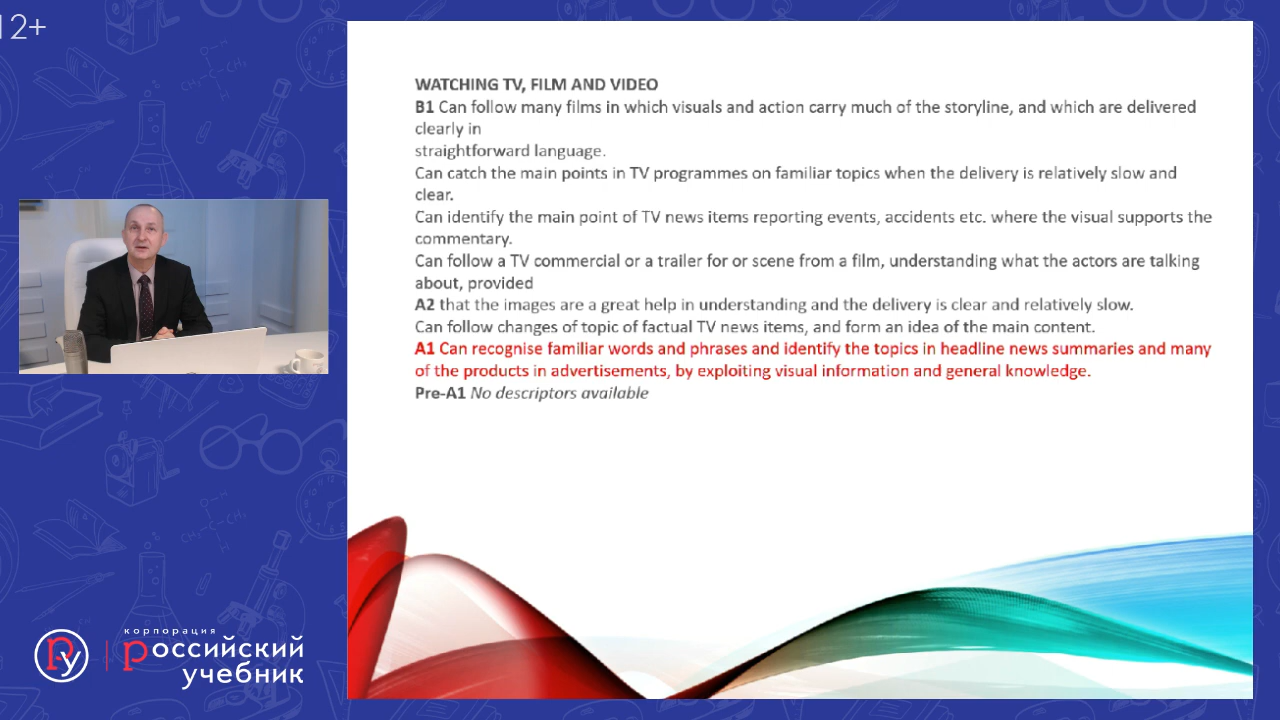 12+
WATCHING TV, FILM AND VIDEO
B1 Can follow many films in which visuals and action carry much of the storyline, and which are delivered
clearly in
straightforward language.
Can catch the main points in TV programmes on familiar topics when the delivery is relatively slow and
clear.
Can identify the main point of TV news items reporting events, accidents etc. where the visual supports the
commentary.
Can follow a TV commercial or a trailer for or scene from a film, understanding what the actors are talking
about, provided
A2 that the images are a great help in understanding and the delivery is clear and relatively slow.
Can follow changes of topic of factual TV news items, and form an idea of the main content.
A1 Can recognise familiar words and phrases and identify the topics in headline news summaries and many
of the products in advertisements, by exploiting visual information and general knowledge.
Pre-A1 No descriptors available
корпорация
российский
учебник